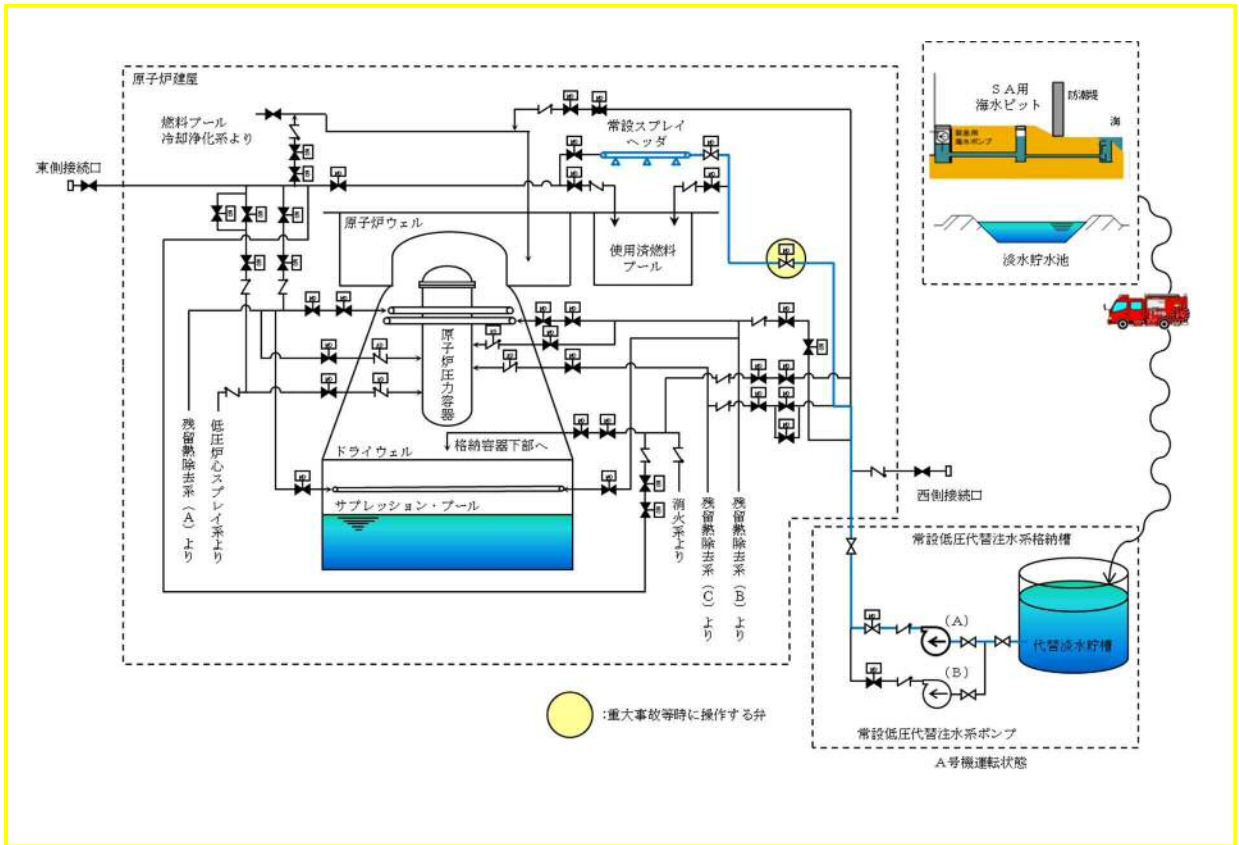 原子炉建屋
燃料プール
冷却浄化系より
東側接続口
常設スプレイ
ヘッダ
ＳＡ用
海水ピット
防潮堤
海
淡水貯水池
原子炉ウェル
使用済燃料
プール
原子炉圧力容器
格納容器下部へ
ドライウェル
サプレッション・プール
残留熱除去系（Ａ）より
低圧炉心スプレイ系より
消火系より
残留熱除去系（Ｃ）より
残留熱除去系（Ｂ）より
西側接続口
常設低圧代替注水系格納槽
（Ａ）
代替淡水貯槽
（Ｂ）
：重大事故等時に操作する弁
常設低圧代替注水系ポンプ
Ａ号機運転状態